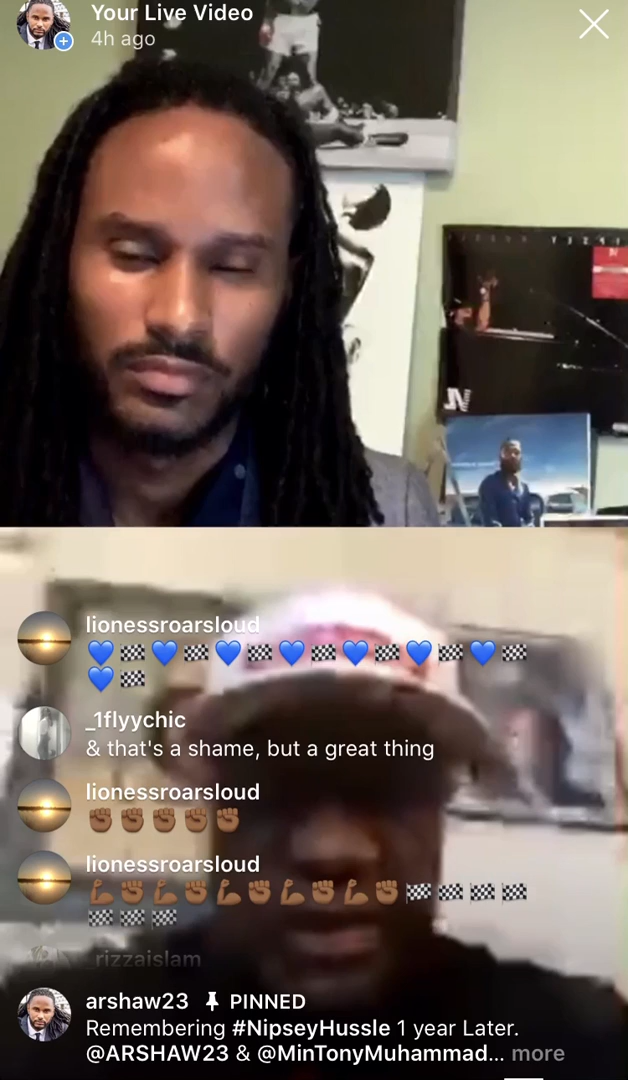 Your Live Video
4h ago
lionessroarsloud
💙🏁💙🏁💙🏁💙🏁💙🏁💙🏁💙🏁
💙🏁
_1flyychic
& that's a shame, but a great thing
lionessroarsloud
✊🏾✊🏾✊🏾✊🏾✊🏾
lionessroarsloud
💪🏾✊🏾💪🏾✊🏾💪🏾✊🏾💪🏾✊🏾💪🏾✊🏾🏁🏁🏁🏁
🏁🏁🏁
_rizzaislam
arshaw23 📌 PINNED
Remembering #NipseyHussle 1 year Later.
@ARSHAW23 & @MinTonyMuhammad... more